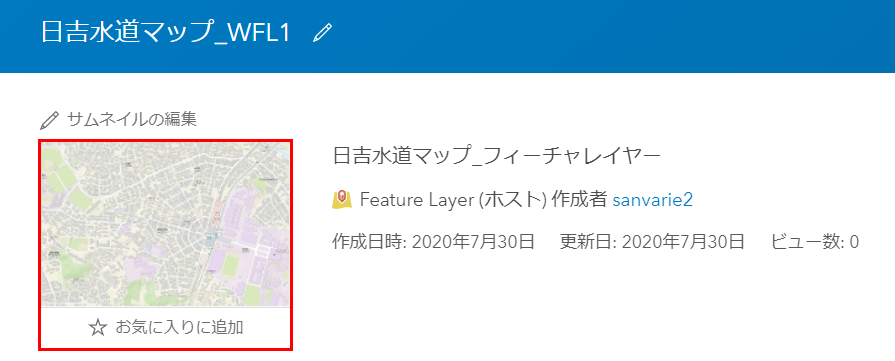 日吉水道マップ_WFL1
サムネイルの編集
日吉水道マップ_フィーチャレイヤー
Feature Layer (ホスト) 作成者 sanvarie2
作成日時: 2020年7月30日 更新日: 2020年7月30日 ビュー数: 0
お気に入りに追加